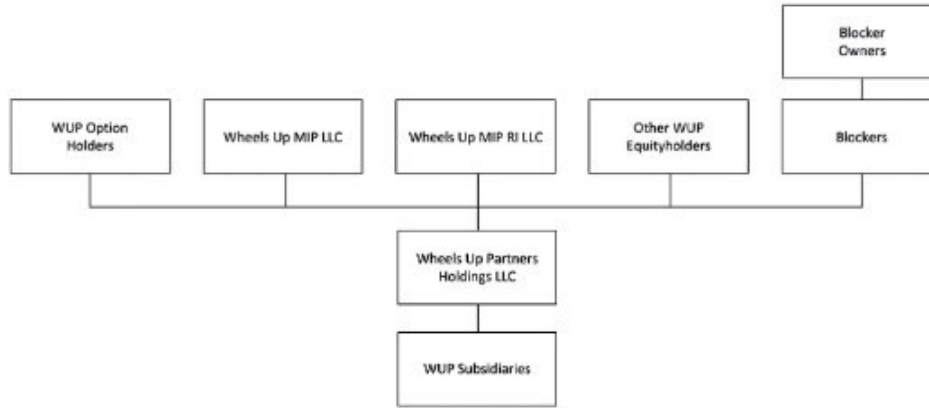 Blocker
Owners
WUP Option
Holders
Wheels Up MIP LLC
Wheels Up MIP RI LLC
Other WUP
Equityholders
Blockers
Wheels Up Partners
Holdings LLC
WUP Subsidiaries